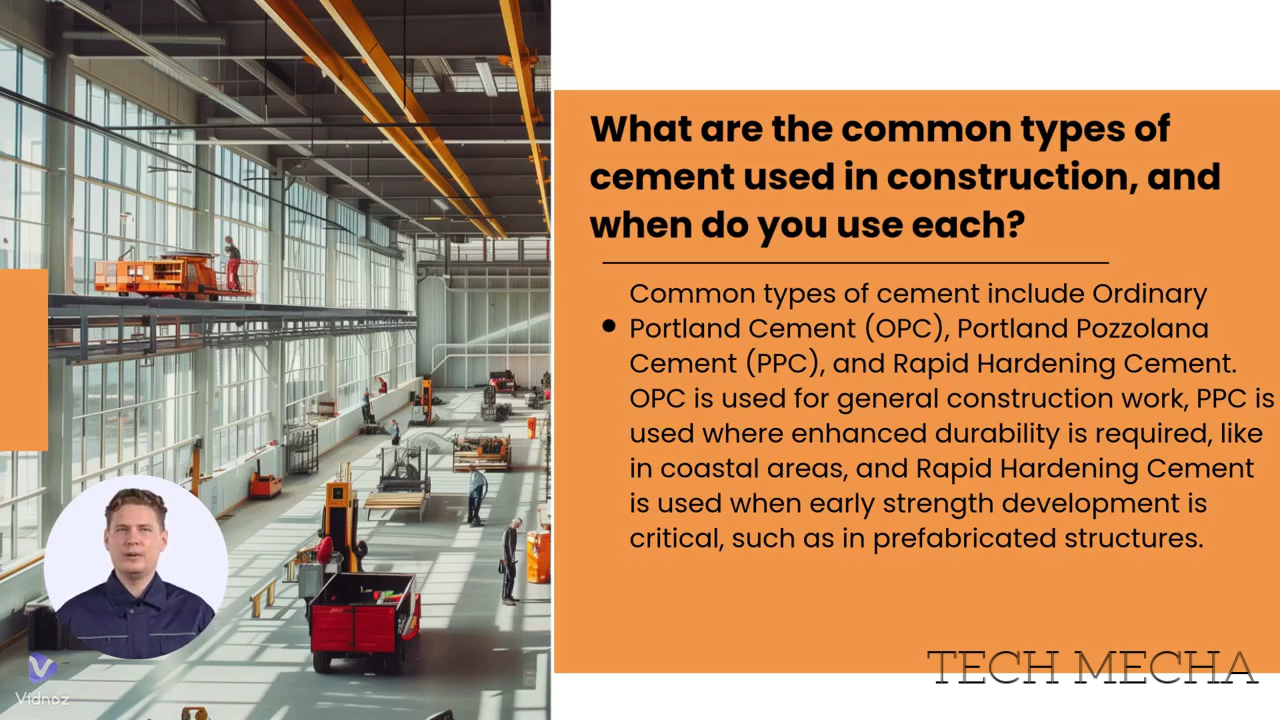 What are the common types of
cement used in construction, and
when do you use each?
Common types of cement include Ordinary
Portland Cement (OPC), Portland Pozzolana
Cement (PPC), and Rapid Hardening Cement.
OPC is used for general construction work, PPC is
used where enhanced durability is required, like
in coastal areas, and Rapid Hardening Cement
is used when early strength development is
critical, such as in prefabricated structures.
TECH MECHA
Vidnoz